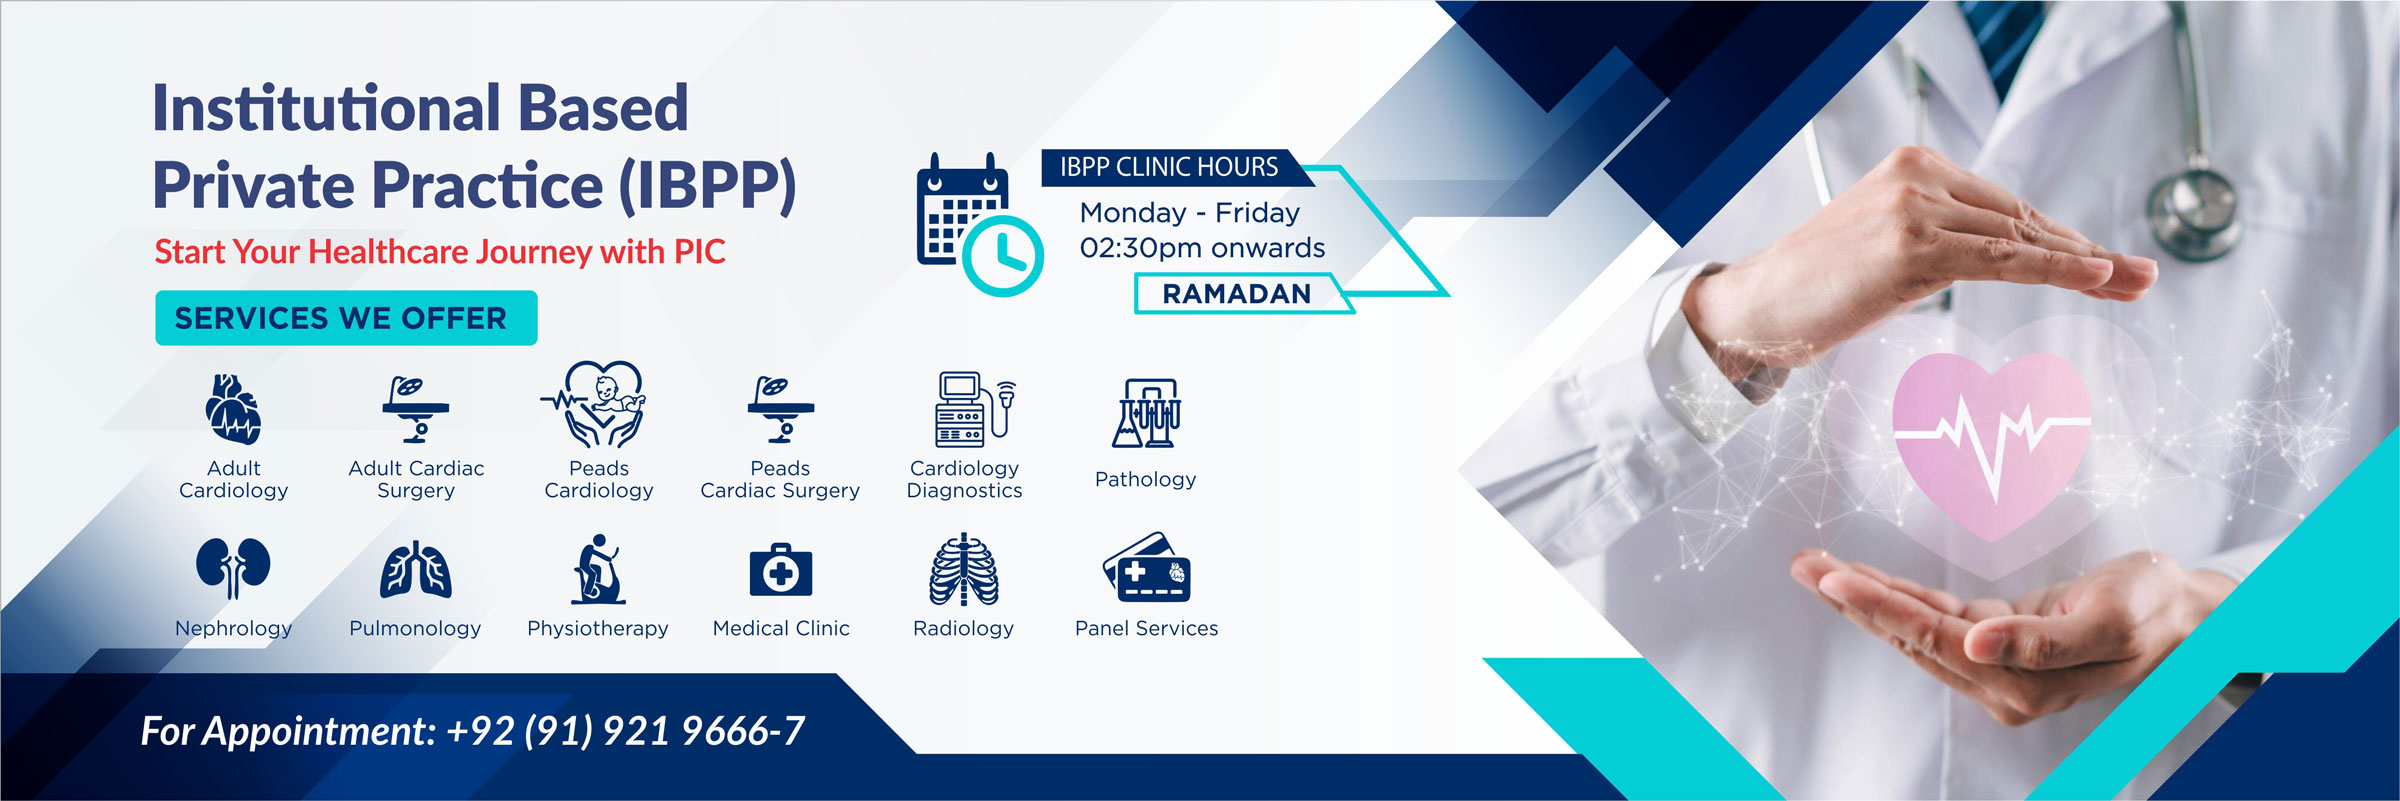 Institutional Based
Private Practice (IBPP)
Start Your Healthcare Journey with PIC
IBPP CLINIC HOURS
Monday - Friday
02:30pm onwards
RAMADAN
SERVICES WE OFFER
Adult
Cardiology
Adult Cardiac
Surgery
Peads
Cardiology
Peads
Cardiac Surgery
Cardiology
Diagnostics
Pathology
Nephrology
Pulmonology
Physiotherapy
Medical Clinic
Radiology
Panel Services
For Appointment: +92 (91) 921 9666-7